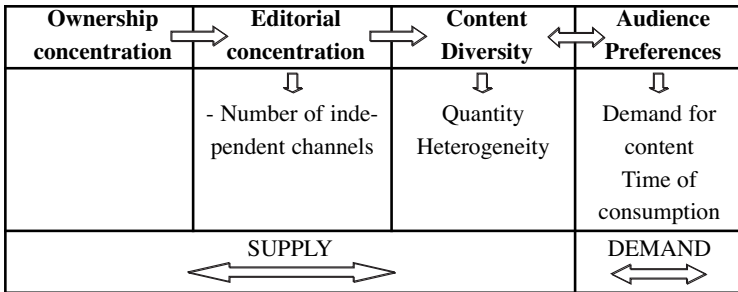 Ownership concentration
Editorial concentration
Content Diversity
Audience Preferences
- Number of inde-
pendent channels
Quantity
Heterogeneity
Demand for
content
Time of
consumption
SUPPLY
DEMAND